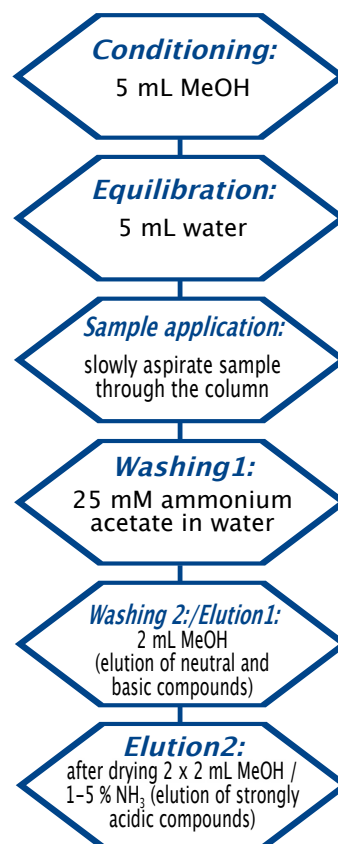 Conditioning:
5 mL MeOH
Equilibration:
5 mL water
Sample application:
slowly aspirate sample
through the column
Washing1:
25 mM ammonium
acetate in water
Washing 2:/Elution1:
2 mL MeOH
(elution of neutral and
basic compounds)
Elution2:
after drying 2 x 2 mL MeOH /
1–5 % NH₃ (elution of strongly
acidic compounds)